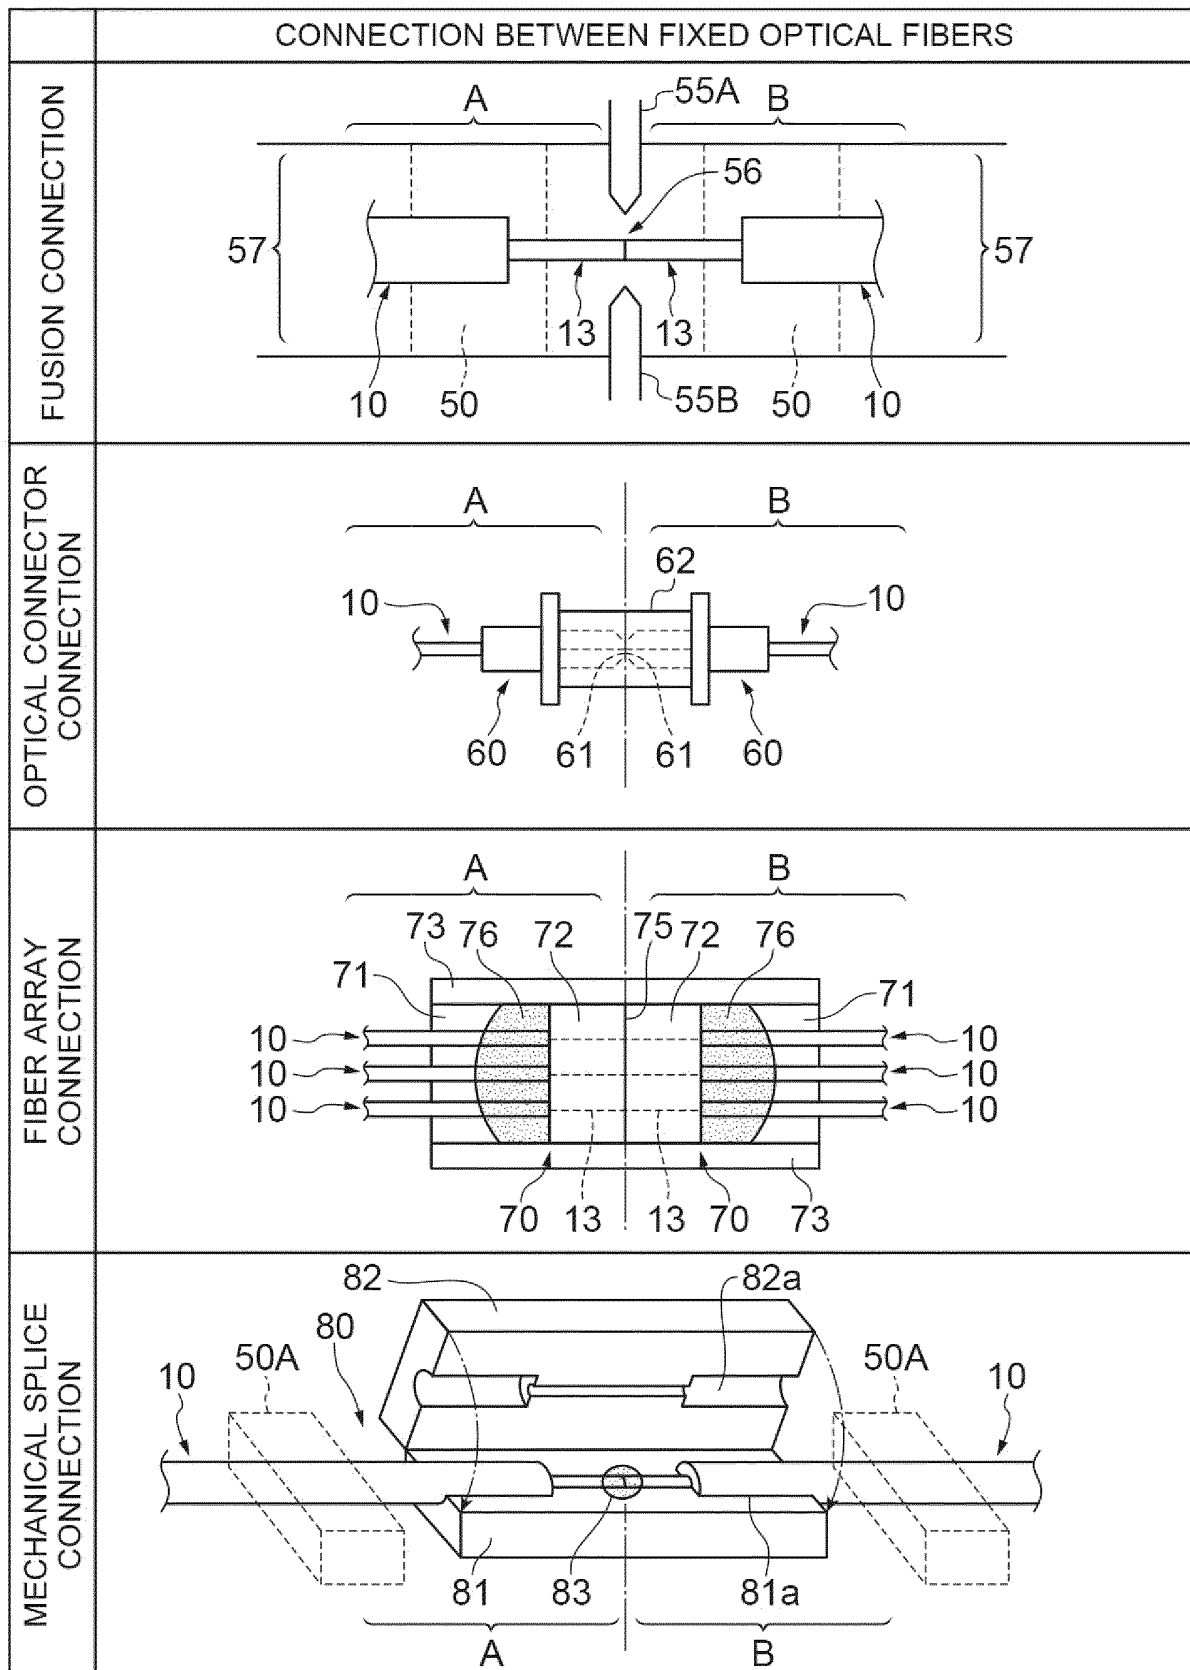 CONNECTION BETWEEN FIXED OPTICAL FIBERS
FUSION CONNECTION
A 55A B
56
57 57
13 13
10 50 55B 50 10
OPTICAL CONNECTOR
CONNECTION
A B
62
10 10
60 61 61 60
FIBER ARRAY
CONNECTION
A B
73 76 72 75 72 76
71 71
10 10
10 10
10 10
70 13 13 70 73
MECHANICAL SPLICE
CONNECTION
82 82a
80
10 50A 50A 10
81 83 81a
A B